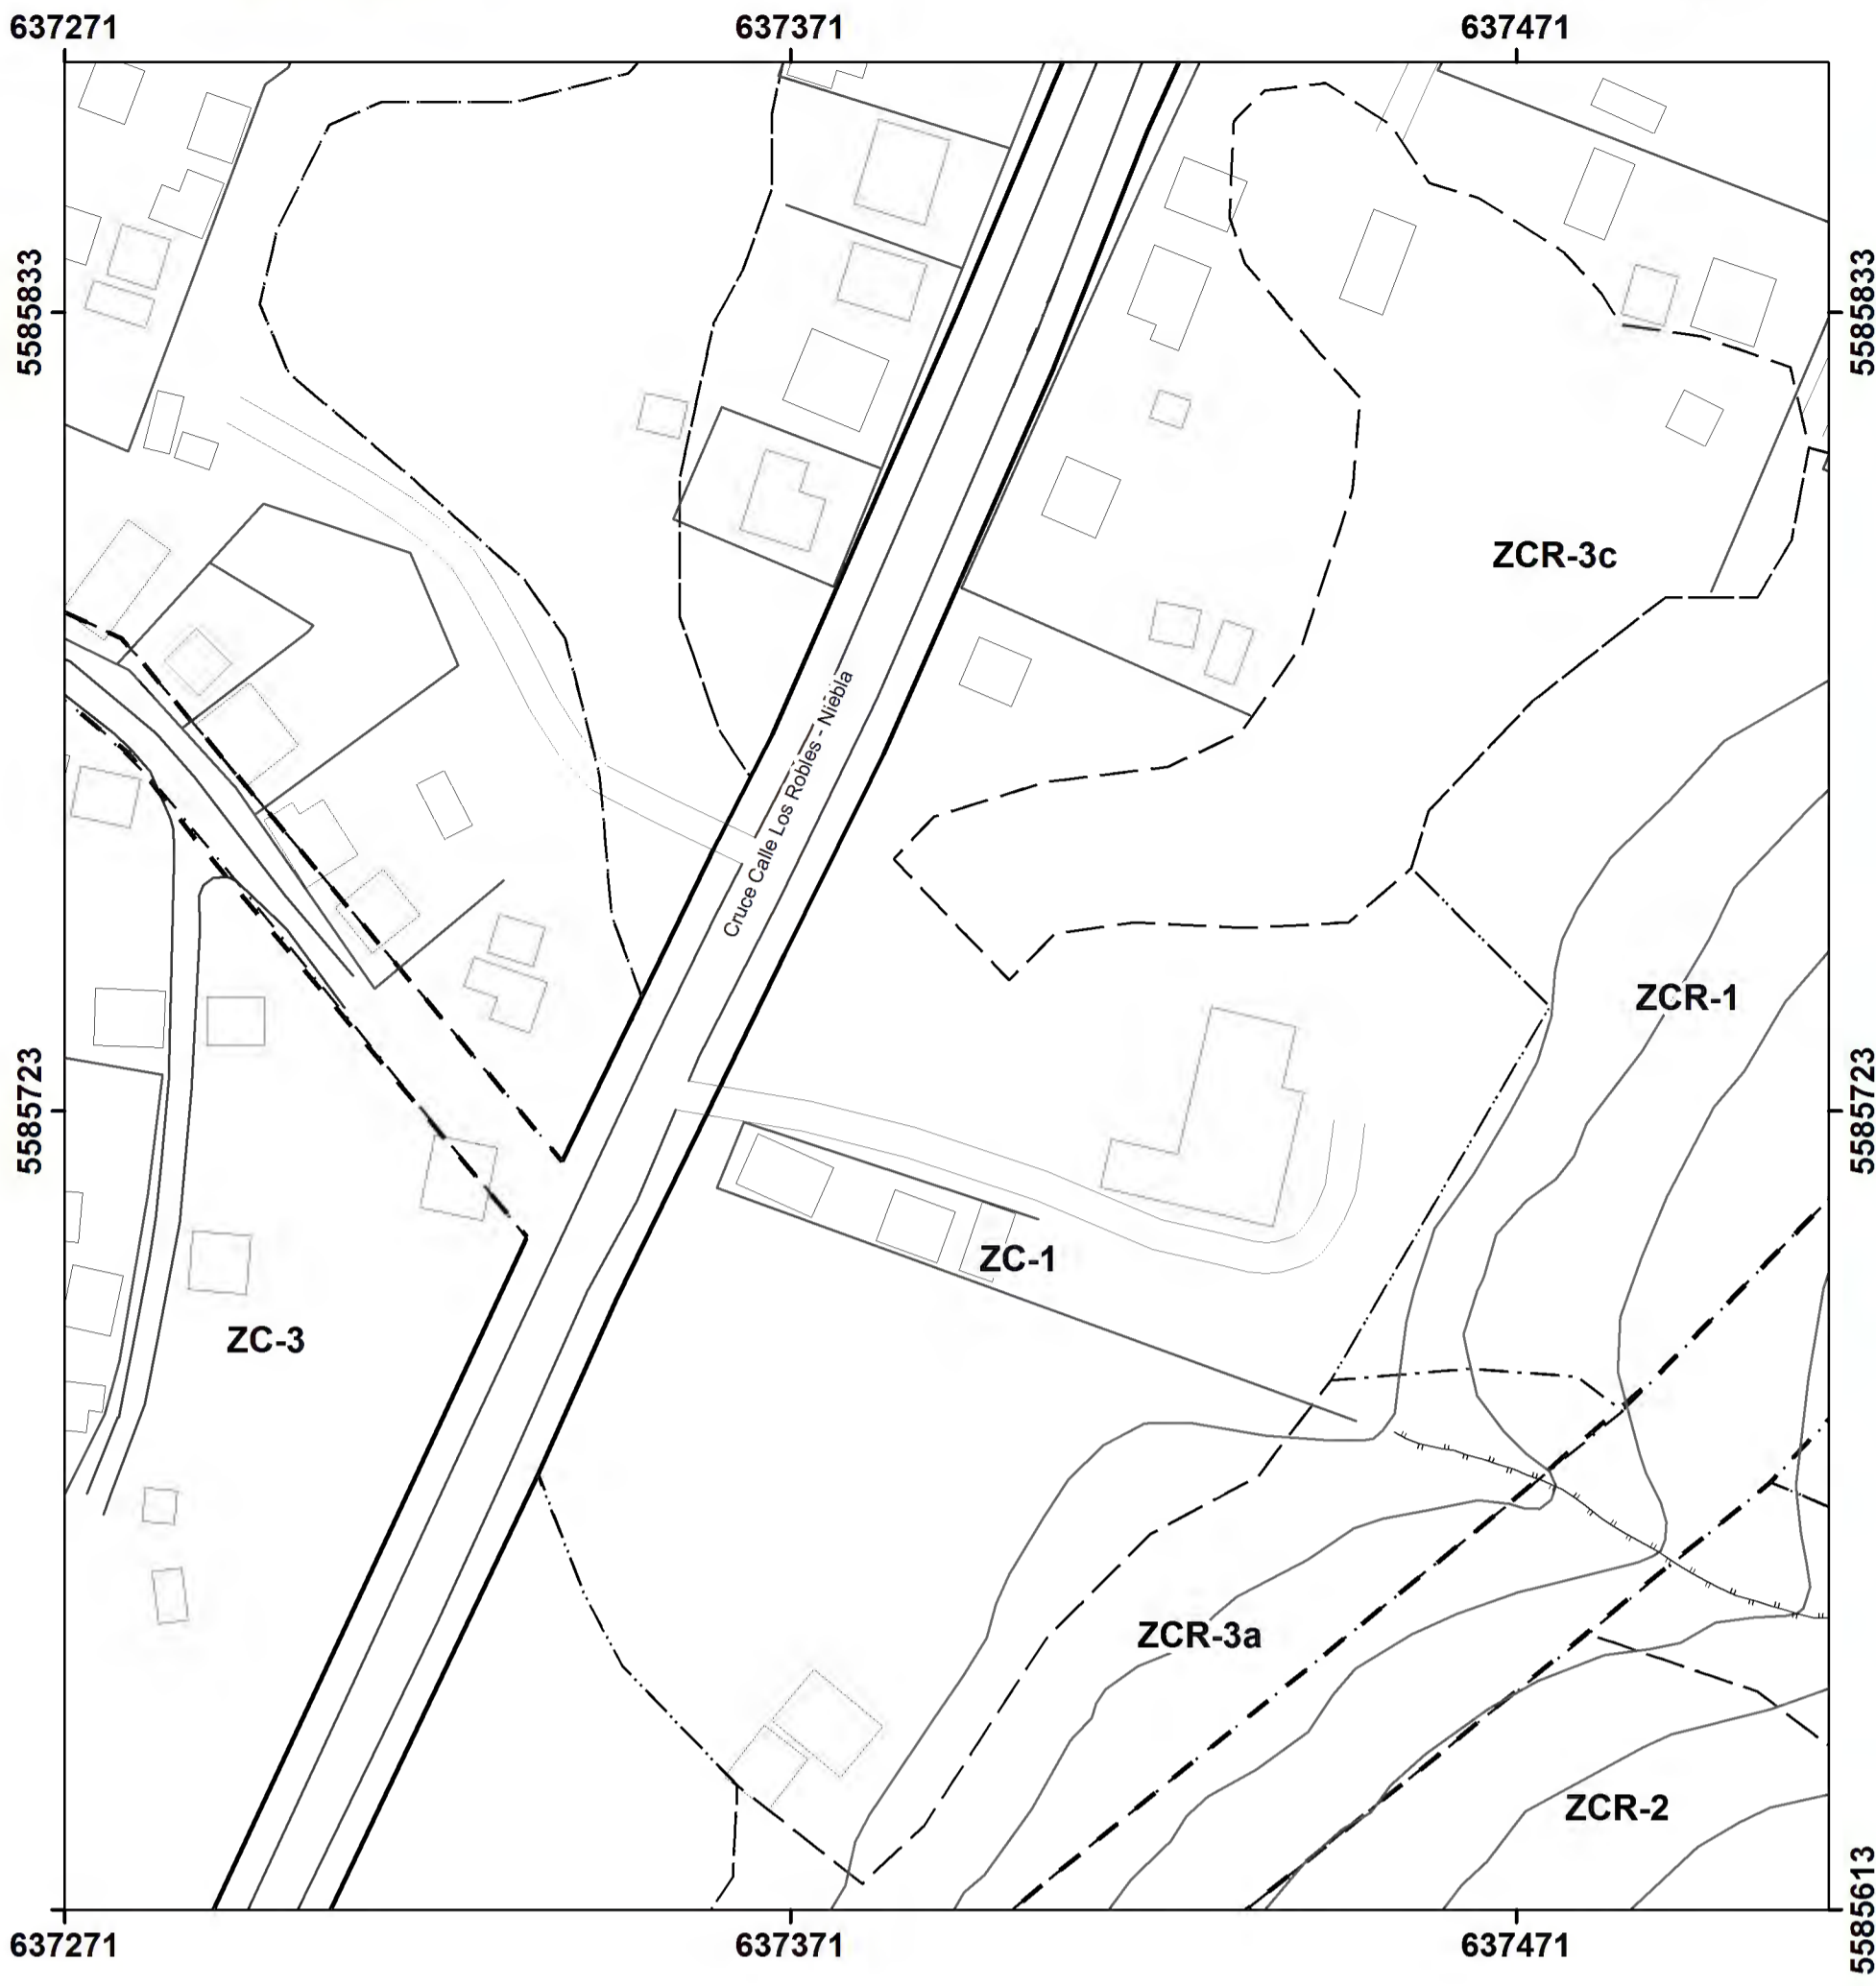 637271
637371
637471
5585833
5585833
ZCR-3c
Cruce Calle Los Robles - Niebla
ZCR-1
5585723
5585723
ZC-1
ZC-3
ZCR-3a
ZCR-2
5585613
637271
637371
637471